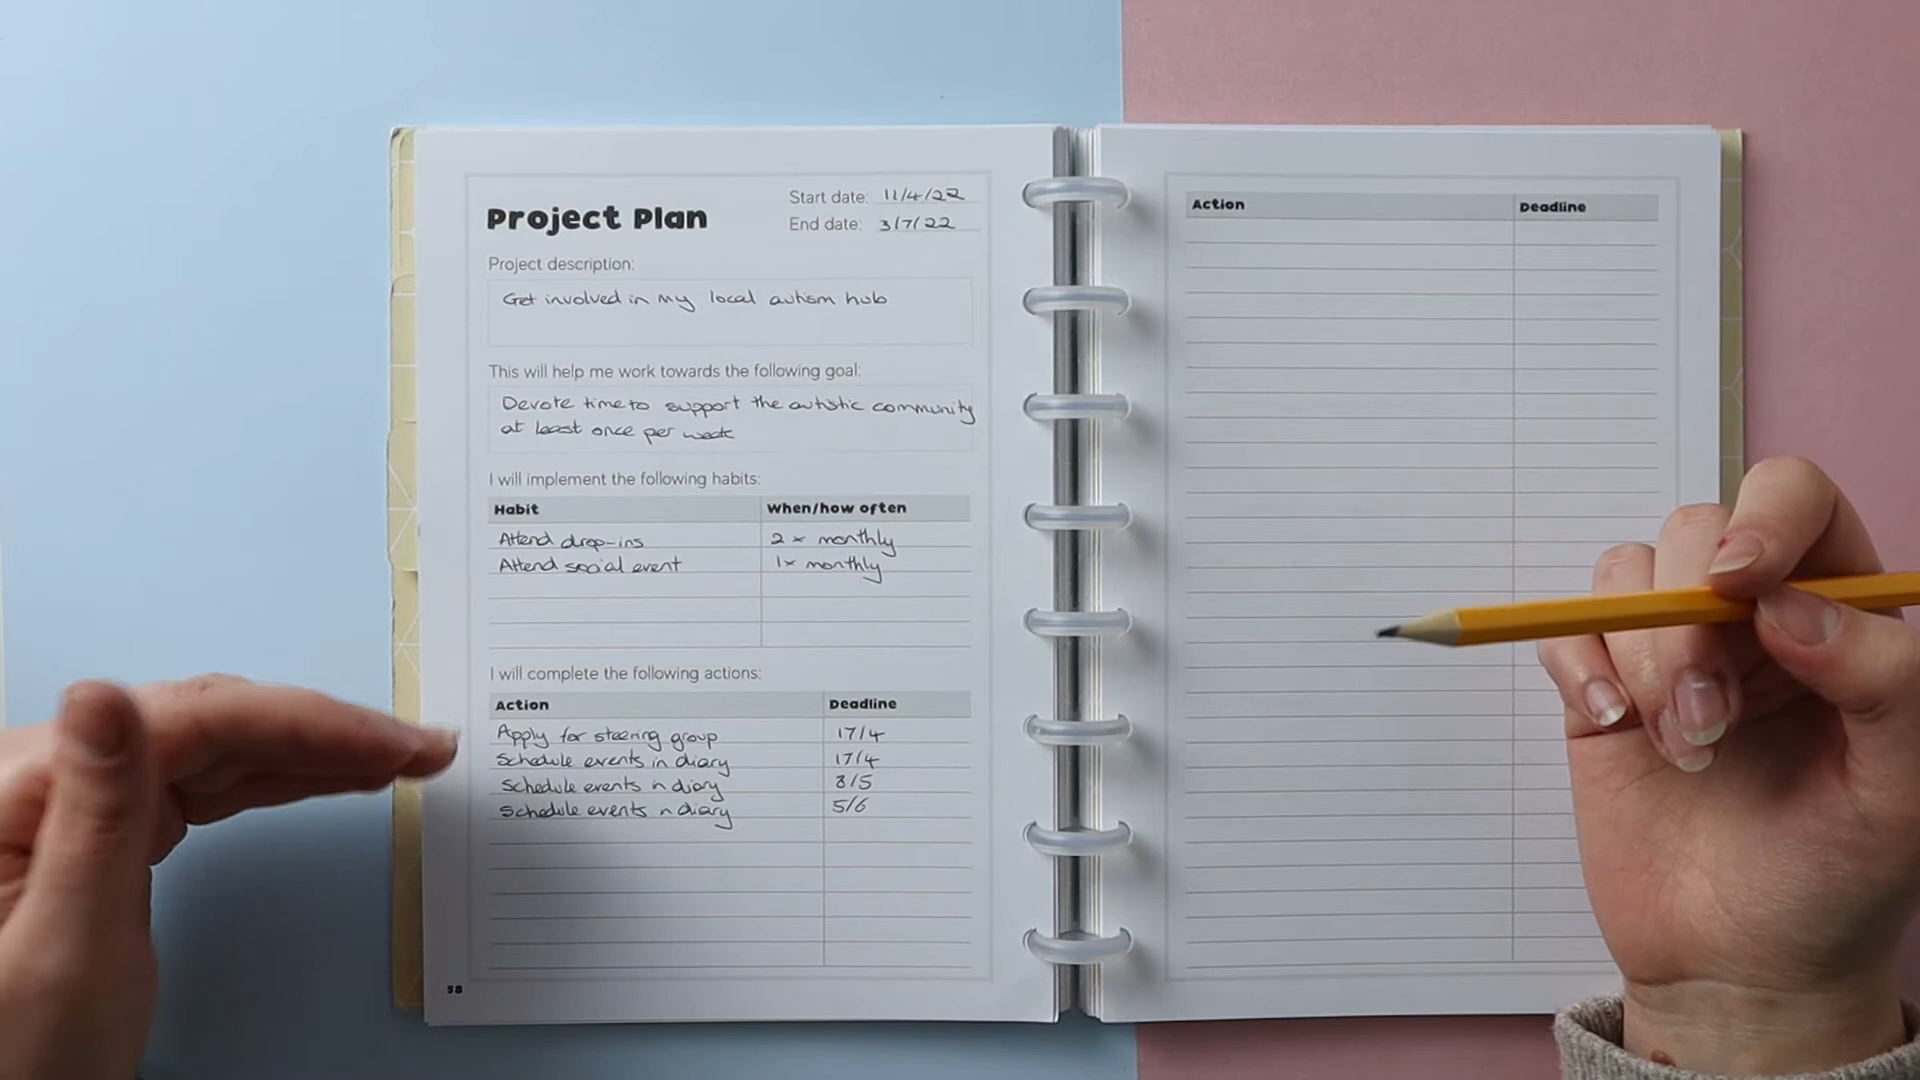 Project Plan
Start date: 11/4/22
End date: 3/7/22
Project description:
Get involved in my local autism hub
This will help me work towards the following goal:
Devote time to support the autistic community
at least once per week
I will implement the following habits:
Habit When/how often
Attend drop-ins 2x monthly
Attend social event 1x monthly
I will complete the following actions:
Action Deadline
Apply for steering group 17/4
Schedule events in diary 17/4
Schedule events in diary 8/5
Schedule events in diary 5/6
58
Action Deadline